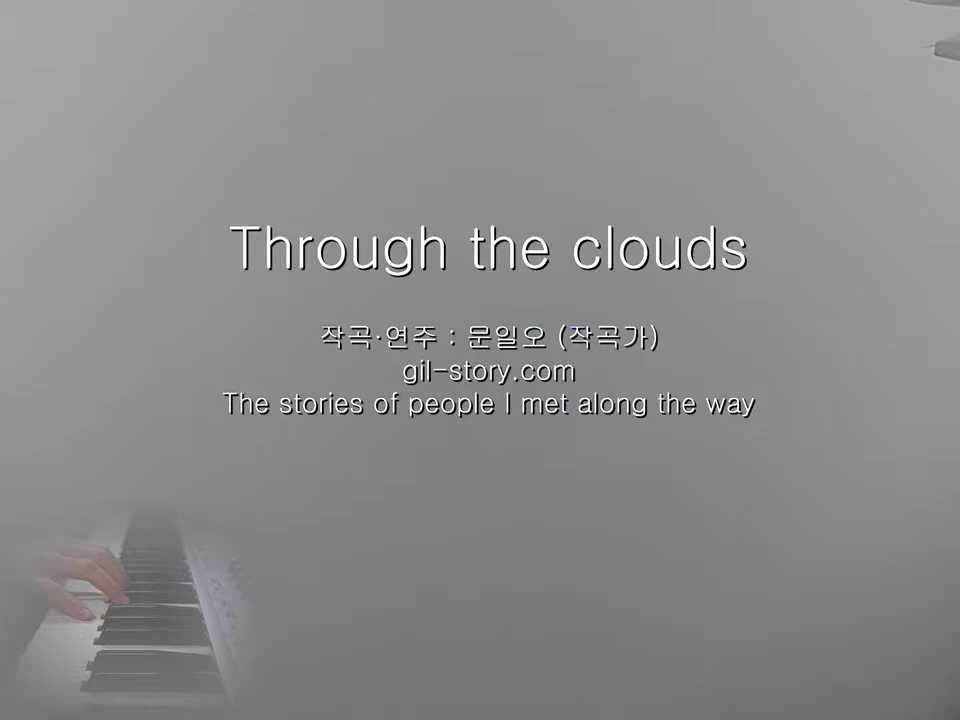 Through the clouds
작곡·연주 : 문일오 (작곡가)
gil-story.com
The stories of people I met along the way